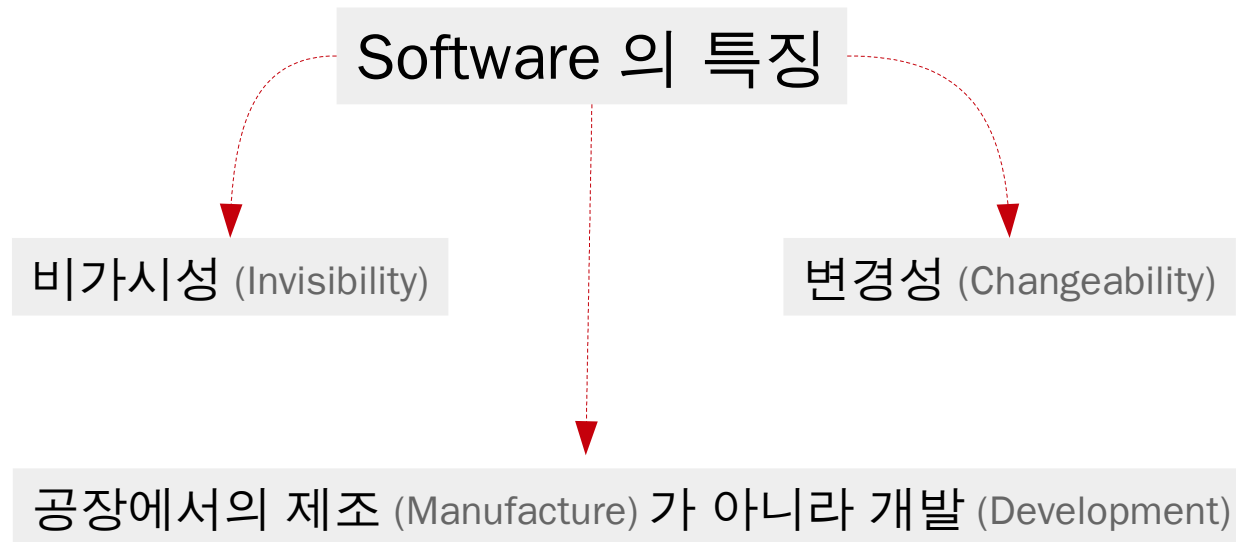 Software 의 특징
비가시성 (Invisibility)
변경성 (Changeability)
공장에서의 제조 (Manufacture) 가 아니라 개발 (Development)